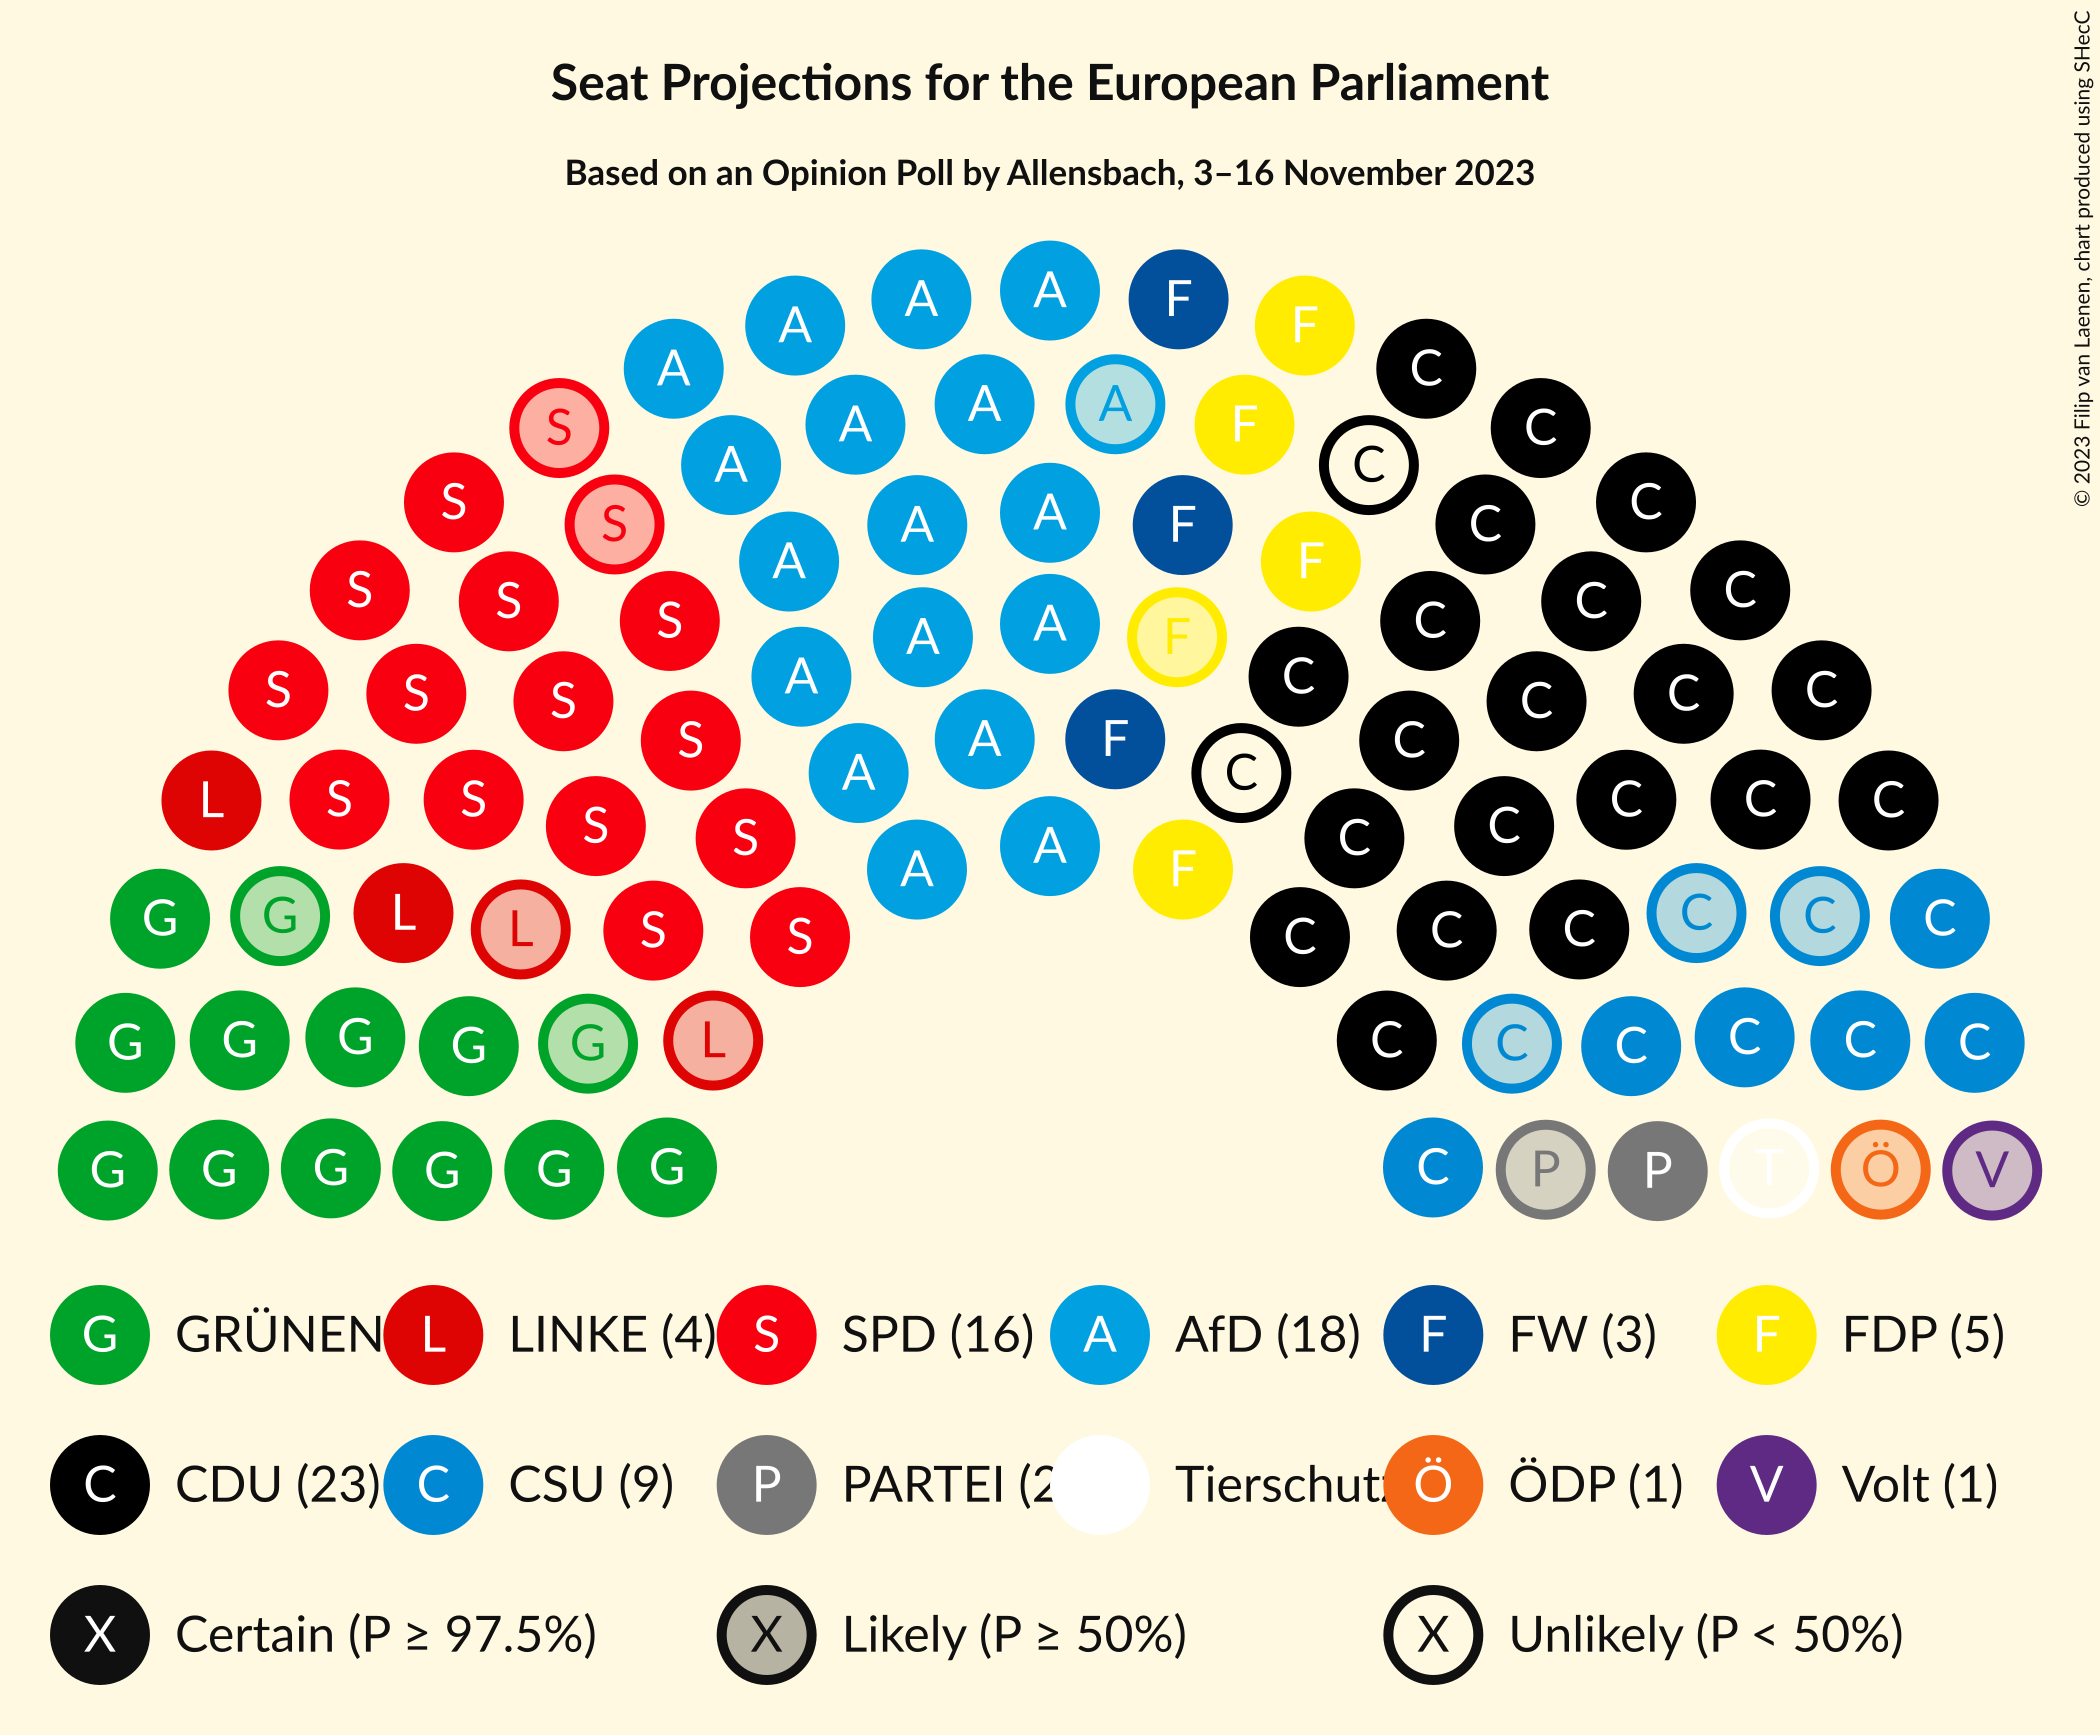 Seat Projections for the European Parliament
Based on an Opinion Poll by Allensbach, 3–16 November 2023
© 2023 Filip van Laenen, chart produced using SHecC
A A A A F F
A C C
S A A A A F C C
S S A A F F C C C
S S S A A A F C C C C
S S S S A A A F C C C C C
L S S S S A A F C C C C C C
G G L L S S A A F C C C C C C
G G G G G L C C C C C C
G G G G G G C P P T Ö V
G GRÜNEN L LINKE (4) S SPD (16) A AfD (18) F FW (3) F FDP (5)
C CDU (23) C CSU (9) P PARTEI (2 Tierschutz Ö ÖDP (1) V Volt (1)
X Certain (P ≥ 97.5%) X Likely (P ≥ 50%) X Unlikely (P < 50%)